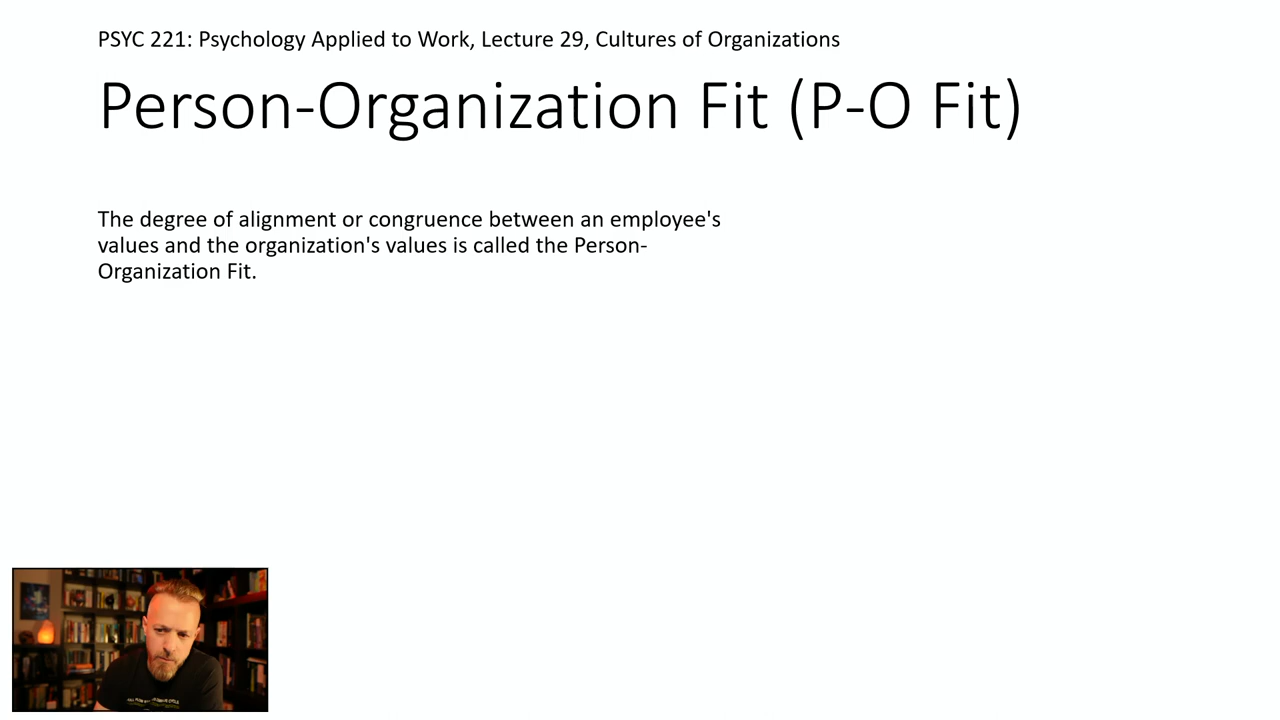 PSYC 221: Psychology Applied to Work, Lecture 29, Cultures of Organizations
Person-Organization Fit (P-O Fit)
The degree of alignment or congruence between an employee's
values and the organization's values is called the Person-
Organization Fit.